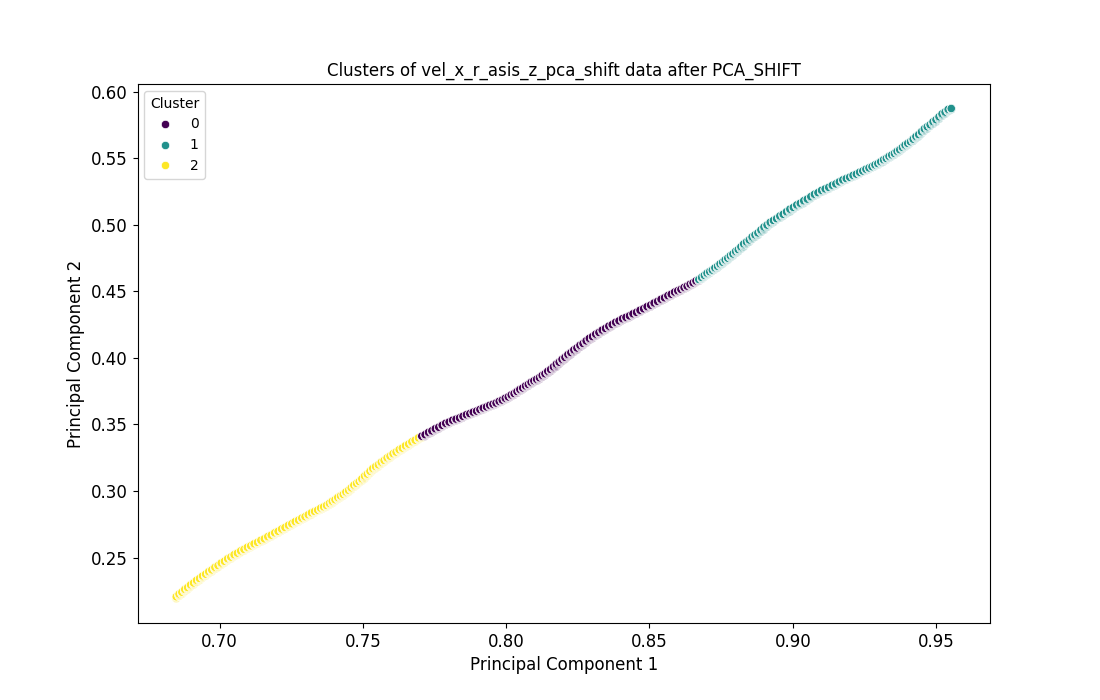 Clusters of vel_x_r_asis_z_pca_shift data after PCA_SHIFT
Cluster
0
1
2
0.60
0.55
0.50
0.45
0.40
0.35
0.30
0.25
Principal Component 2
0.70 0.75 0.80 0.85 0.90 0.95
Principal Component 1